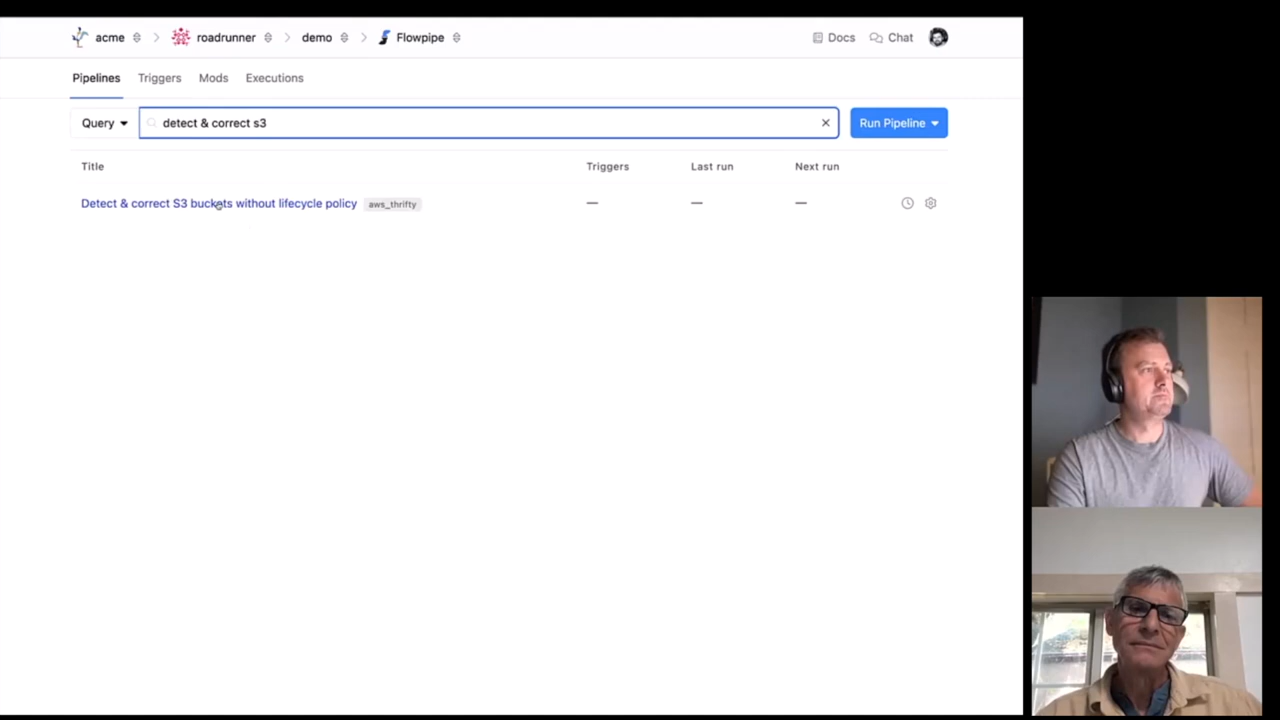 acme roadrunner demo Flowpipe Docs Chat
Pipelines Triggers Mods Executions
Query detect & correct s3 Run Pipeline
Title Triggers Last run Next run
Detect & correct S3 buckets without lifecycle policy aws_thrifty — — —